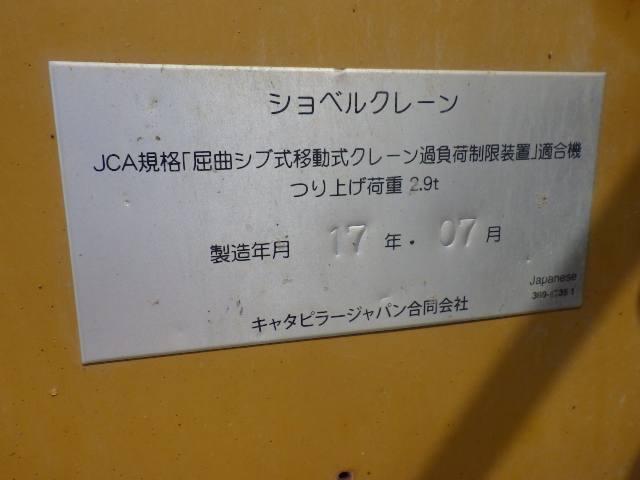 ショベルクレーン
JCA規格「屈曲ジブ式移動式クレーン過負荷制限装置」適合機
つり上げ荷重 2.9t
製造年月 17 年・ 07 月
Japanese
キャタピラージャパン合同会社